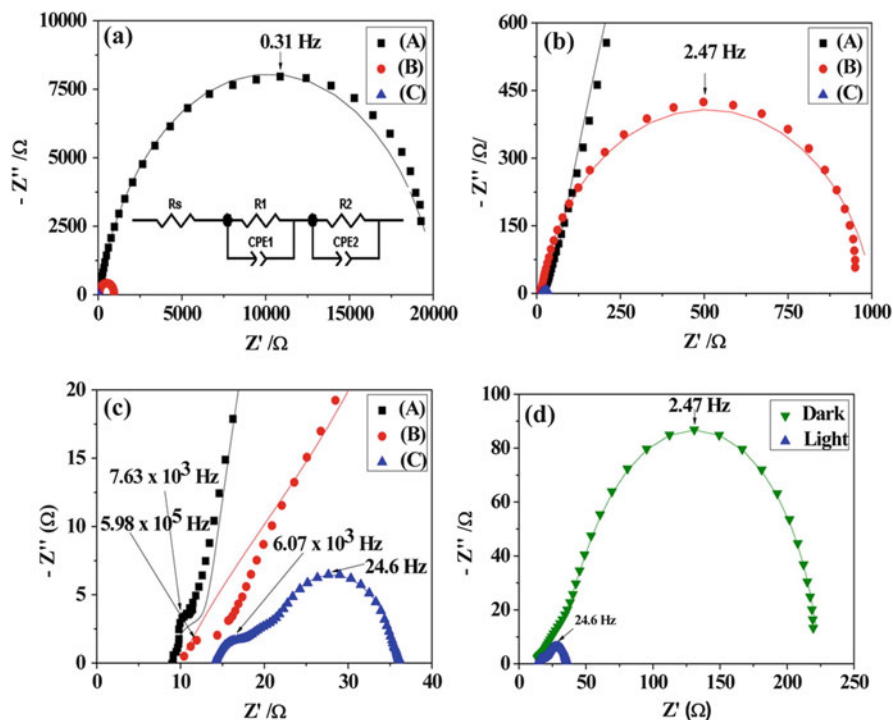 (a)
0.31 Hz
(A)
(B)
(C)
10000
7500
5000
2500
0
- Z'' /Ω
Rs
R1
R2
CPE1
CPE2
0
5000
10000
15000
20000
Z' /Ω
(b)
2.47 Hz
(A)
(B)
(C)
600
450
300
150
0
- Z'' /Ω/
0
250
500
750
1000
Z' /Ω
(c)
(A)
(B)
(C)
7.63 x 10³ Hz
5.98 x 10⁵ Hz
6.07 x 10³ Hz
24.6 Hz
20
15
10
5
0
- Z'' (Ω)
0
10
20
30
40
Z' /Ω
(d)
2.47 Hz
Dark
Light
24.6 Hz
100
80
60
40
20
0
- Z'' /Ω
0
50
100
150
200
250
Z' (Ω)